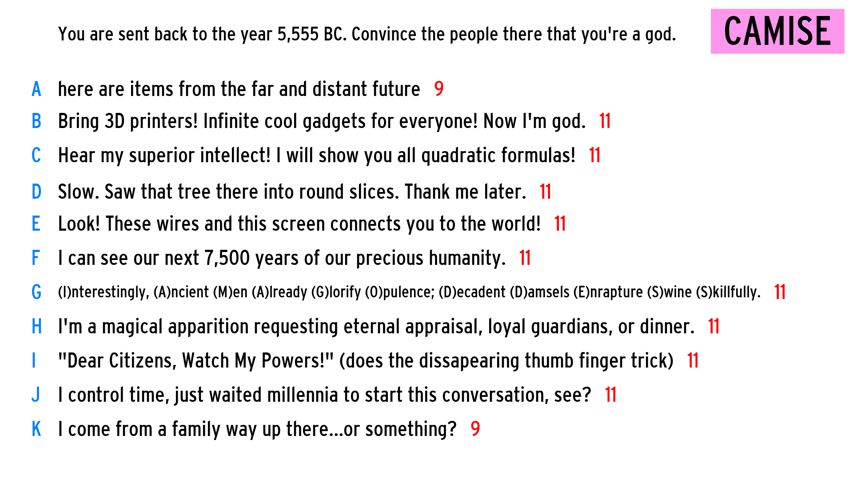 You are sent back to the year 5,555 BC. Convince the people there that you're a god.
CAMISE
A here are items from the far and distant future 9
B Bring 3D printers! Infinite cool gadgets for everyone! Now I'm god. 11
C Hear my superior intellect! I will show you all quadratic formulas! 11
D Slow. Saw that tree there into round slices. Thank me later. 11
E Look! These wires and this screen connects you to the world! 11
F I can see our next 7,500 years of our precious humanity. 11
G (I)nterestingly, (A)ncient (M)en (A)lready (G)lorify (O)pulence; (D)ecadent (D)amsels (E)nrapture (S)wine (S)killfully. 11
H I'm a magical apparition requesting eternal appraisal, loyal guardians, or dinner. 11
I "Dear Citizens, Watch My Powers!" (does the dissapearing thumb finger trick) 11
J I control time, just waited millennia to start this conversation, see? 11
K I come from a family way up there...or something? 9